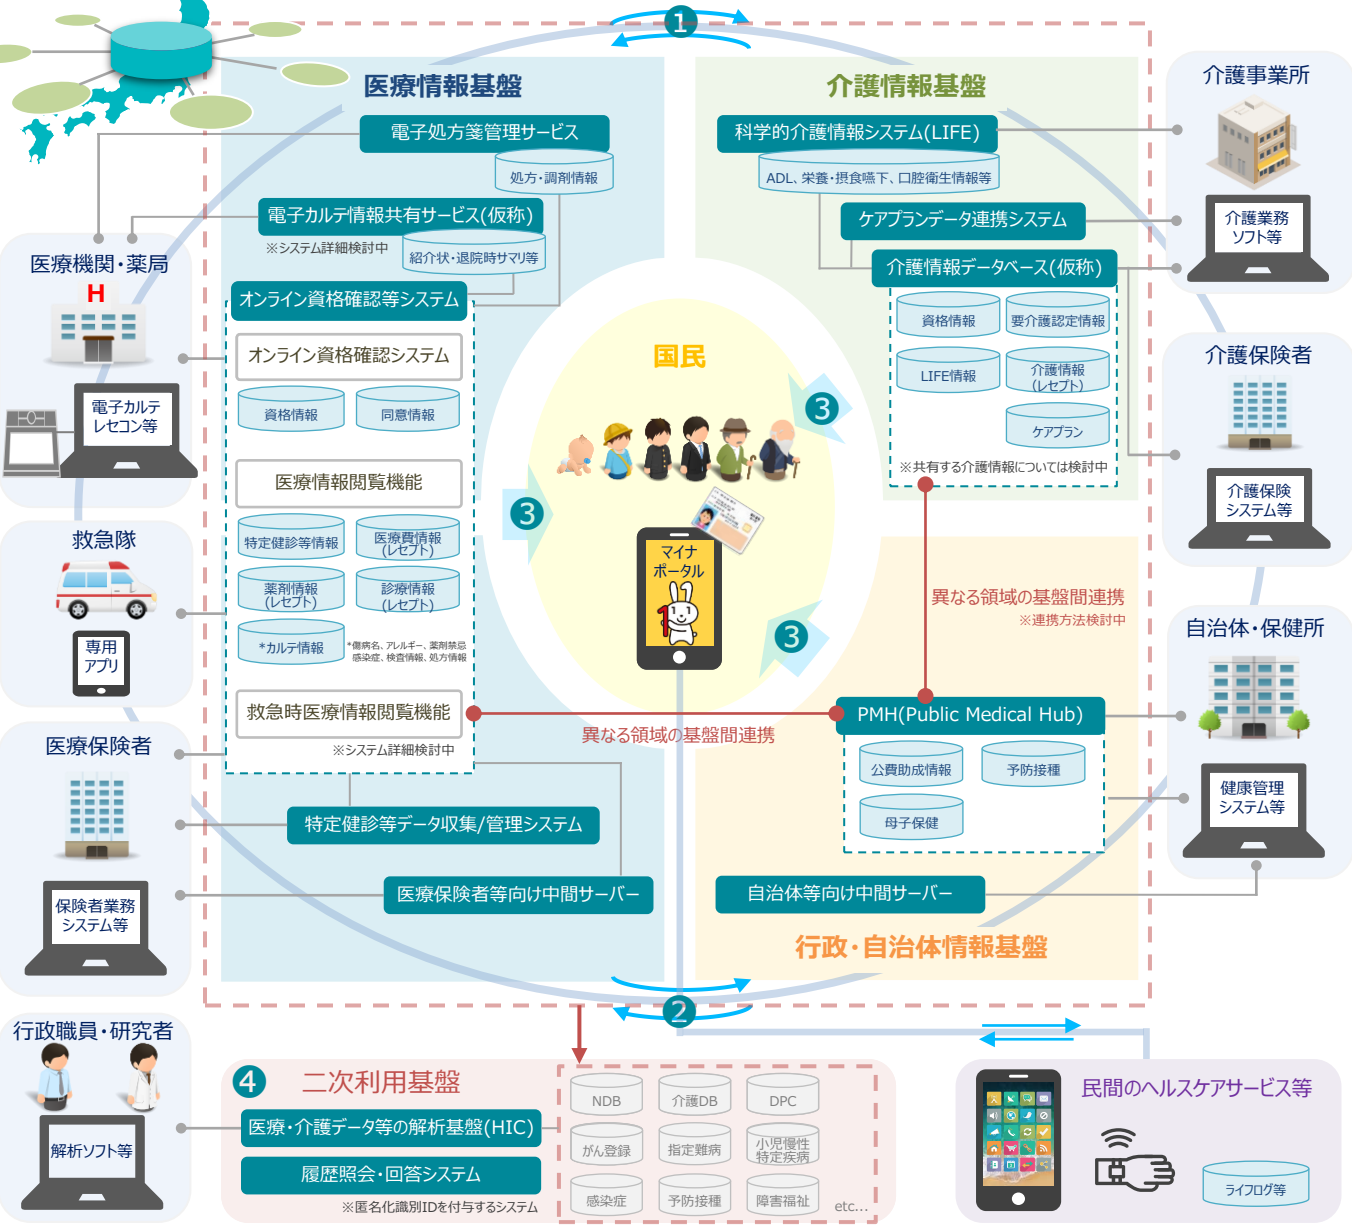 1
医療情報基盤
介護情報基盤
電子処方箋管理サービス
処方・調剤情報
電子カルテ情報共有サービス(仮称)
※システム詳細検討中
紹介状・退院時サマリ等
オンライン資格確認等システム
オンライン資格確認システム
資格情報
同意情報
医療情報閲覧機能
特定健診等情報
医療費情報
(レセプト)
薬剤情報
(レセプト)
診療情報
(レセプト)
*カルテ情報
*傷病名、アレルギー、薬剤禁忌
感染症、検査情報、処方情報
救急時医療情報閲覧機能
※システム詳細検討中
特定健診等データ収集/管理システム
医療保険者等向け中間サーバー
科学的介護情報システム(LIFE)
ADL、栄養・摂食嚥下、口腔衛生情報等
ケアプランデータ連携システム
介護情報データベース(仮称)
資格情報
要介護認定情報
LIFE情報
介護情報
(レセプト)
ケアプラン
※共有する介護情報については検討中
国民
3
3
3
マイナ
ポータル
1
異なる領域の基盤間連携
※連携方法検討中
異なる領域の基盤間連携
PMH(Public Medical Hub)
公費助成情報
予防接種
母子保健
自治体等向け中間サーバー
行政・自治体情報基盤
2
医療機関・薬局
H
電子カルテ
レセコン等
救急隊
専用
アプリ
医療保険者
保険者業務
システム等
行政職員・研究者
解析ソフト等
介護事業所
介護業務
ソフト等
介護保険者
介護保険
システム等
自治体・保健所
健康管理
システム等
4
二次利用基盤
医療・介護データ等の解析基盤(HIC)
履歴照会・回答システム
※匿名化識別IDを付与するシステム
NDB
介護DB
DPC
がん登録
指定難病
小児慢性
特定疾病
感染症
予防接種
障害福祉
etc...
民間のヘルスケアサービス等
ライフログ等